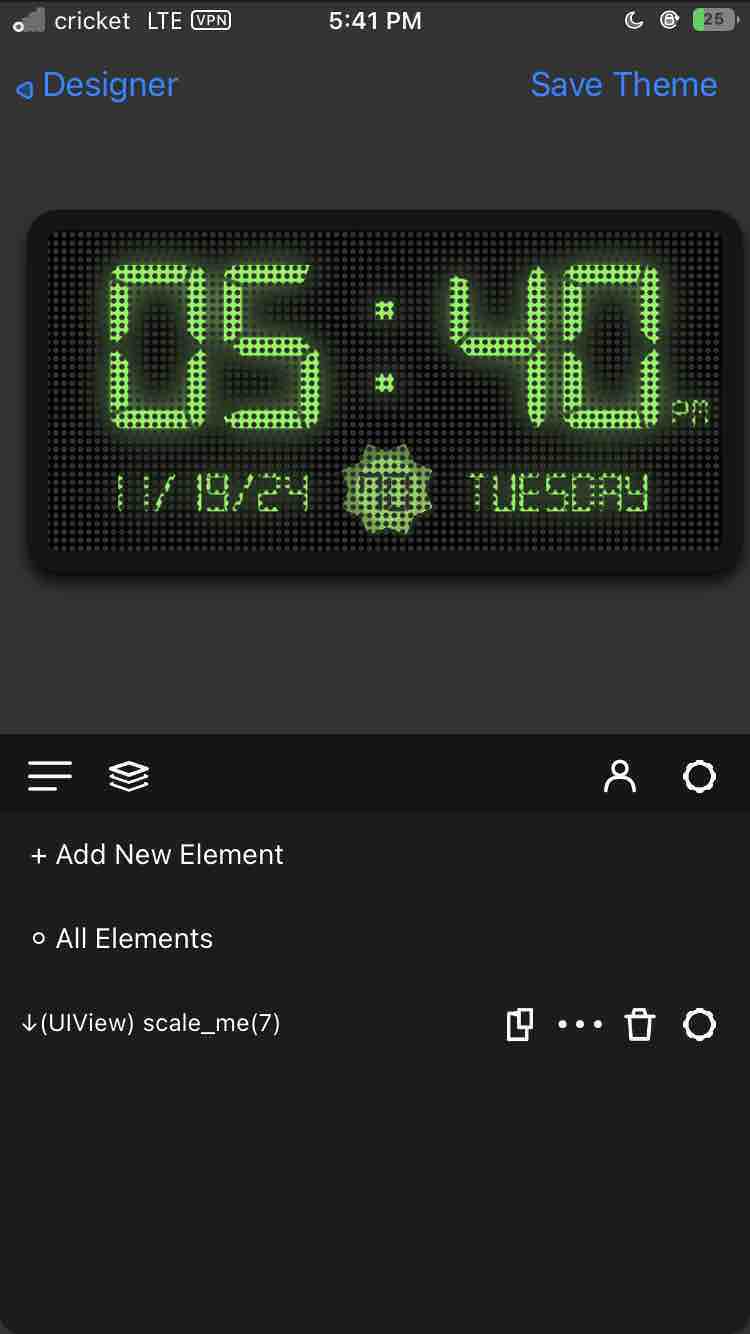 cricket LTE VPN 5:41 PM 25
Designer Save Theme
05:40 PM
11/19/24 TUESDAY
+ Add New Element
All Elements
↓(UIView) scale_me(7)